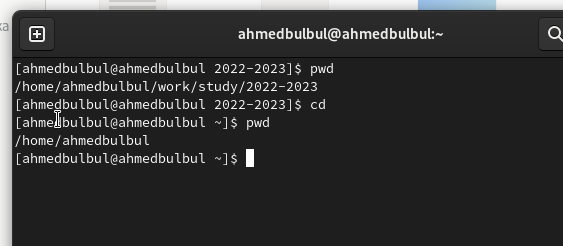 ahmedbulbul@ahmedbulbul:~
[ahmedbulbul@ahmedbulbul 2022-2023]$ pwd
/home/ahmedbulbul/work/study/2022-2023
[ahmedbulbul@ahmedbulbul 2022-2023]$ cd
[ahmedbulbul@ahmedbulbul ~]$ pwd
/home/ahmedbulbul
[ahmedbulbul@ahmedbulbul ~]$